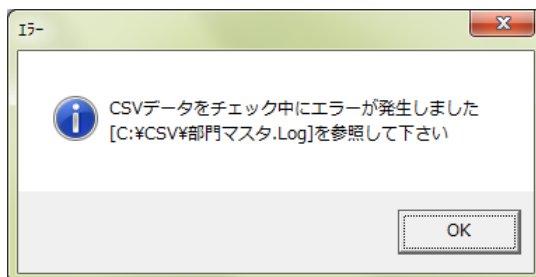 ｴﾗｰ
CSVデータをチェック中にエラーが発生しました
[C:¥CSV¥部門マスタ.Log]を参照して下さい
OK